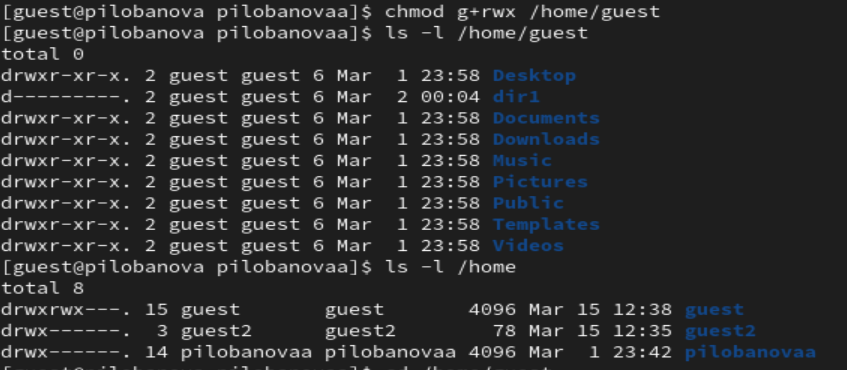 [guest@pilobanova pilobanovaa]$ chmod g+rwx /home/guest
[guest@pilobanova pilobanovaa]$ ls -l /home/guest
total 0
drwxr-xr-x. 2 guest guest 6 Mar  1 23:58 Desktop
d---------. 2 guest guest 6 Mar  2 00:04 dir1
drwxr-xr-x. 2 guest guest 6 Mar  1 23:58 Documents
drwxr-xr-x. 2 guest guest 6 Mar  1 23:58 Downloads
drwxr-xr-x. 2 guest guest 6 Mar  1 23:58 Music
drwxr-xr-x. 2 guest guest 6 Mar  1 23:58 Pictures
drwxr-xr-x. 2 guest guest 6 Mar  1 23:58 Public
drwxr-xr-x. 2 guest guest 6 Mar  1 23:58 Templates
drwxr-xr-x. 2 guest guest 6 Mar  1 23:58 Videos
[guest@pilobanova pilobanovaa]$ ls -l /home
total 8
drwxrwx---. 15 guest       guest       4096 Mar 15 12:38 guest
drwx------.  3 guest2      guest2        78 Mar 15 12:35 guest2
drwx------. 14 pilobanovaa pilobanovaa 4096 Mar  1 23:42 pilobanovaa